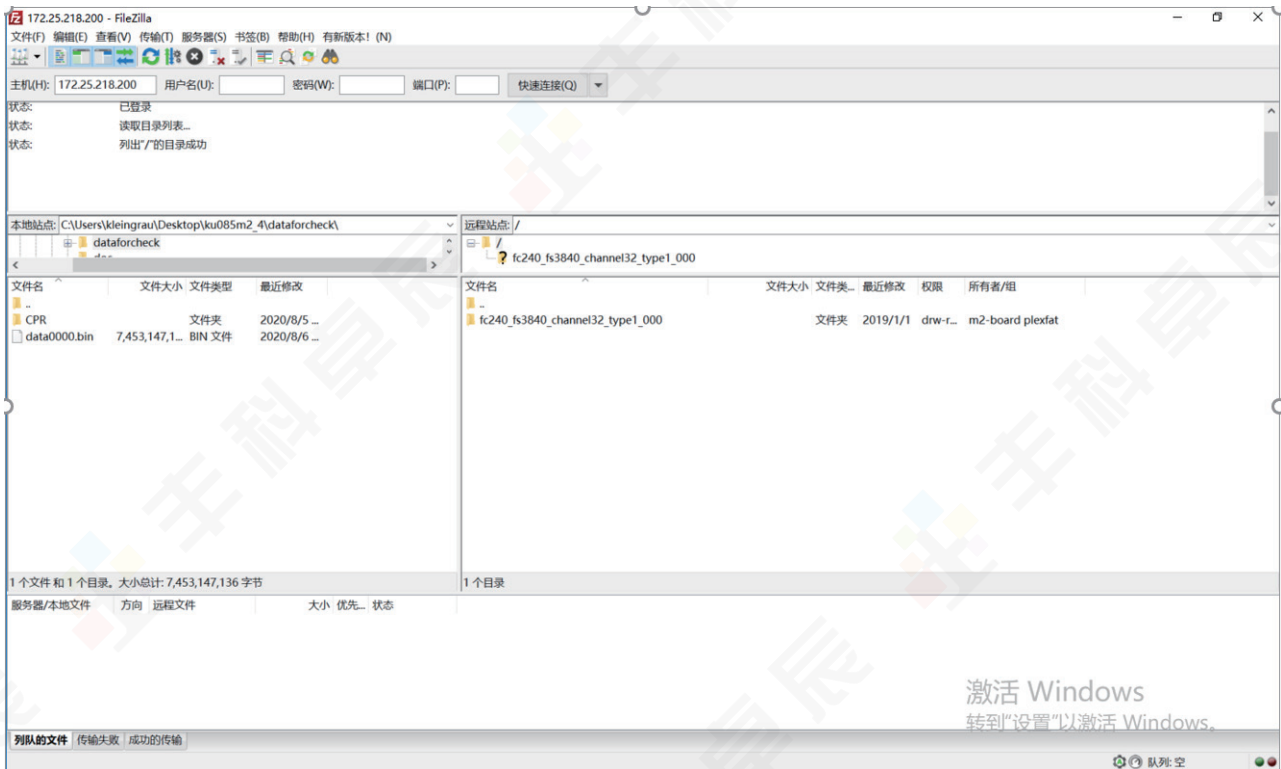 172.25.218.200 - FileZilla
文件(F) 编辑(E) 查看(V) 传输(T) 服务器(S) 书签(B) 帮助(H) 有新版本! (N)
主机(H): 172.25.218.200 用户名(U): 密码(W): 端口(P): 快速连接(Q)
状态: 已登录
状态: 读取目录列表...
状态: 列出"/"的目录成功
本地站点: C:\Users\kleingrau\Desktop\ku085m2_4\dataforcheck\ 远程站点: /
dataforcheck /
fc240_fs3840_channel32_type1_000
文件名 文件大小 文件类型 最近修改 文件名 文件大小 文件类... 最近修改 权限 所有者/组
.. ..
CPR 文件夹 2020/8/5 ... fc240_fs3840_channel32_type1_000 文件夹 2019/1/1 drw-r... m2-board plexfat
data0000.bin 7,453,147,1... BIN 文件 2020/8/6 ...
1 个文件 和 1 个目录。大小总计: 7,453,147,136 字节 1 个目录
服务器/本地文件 方向 远程文件 大小 优先... 状态
激活 Windows
转到"设置"以激活 Windows。
列队的文件 传输失败 成功的传输
队列: 空
丰科卓辰